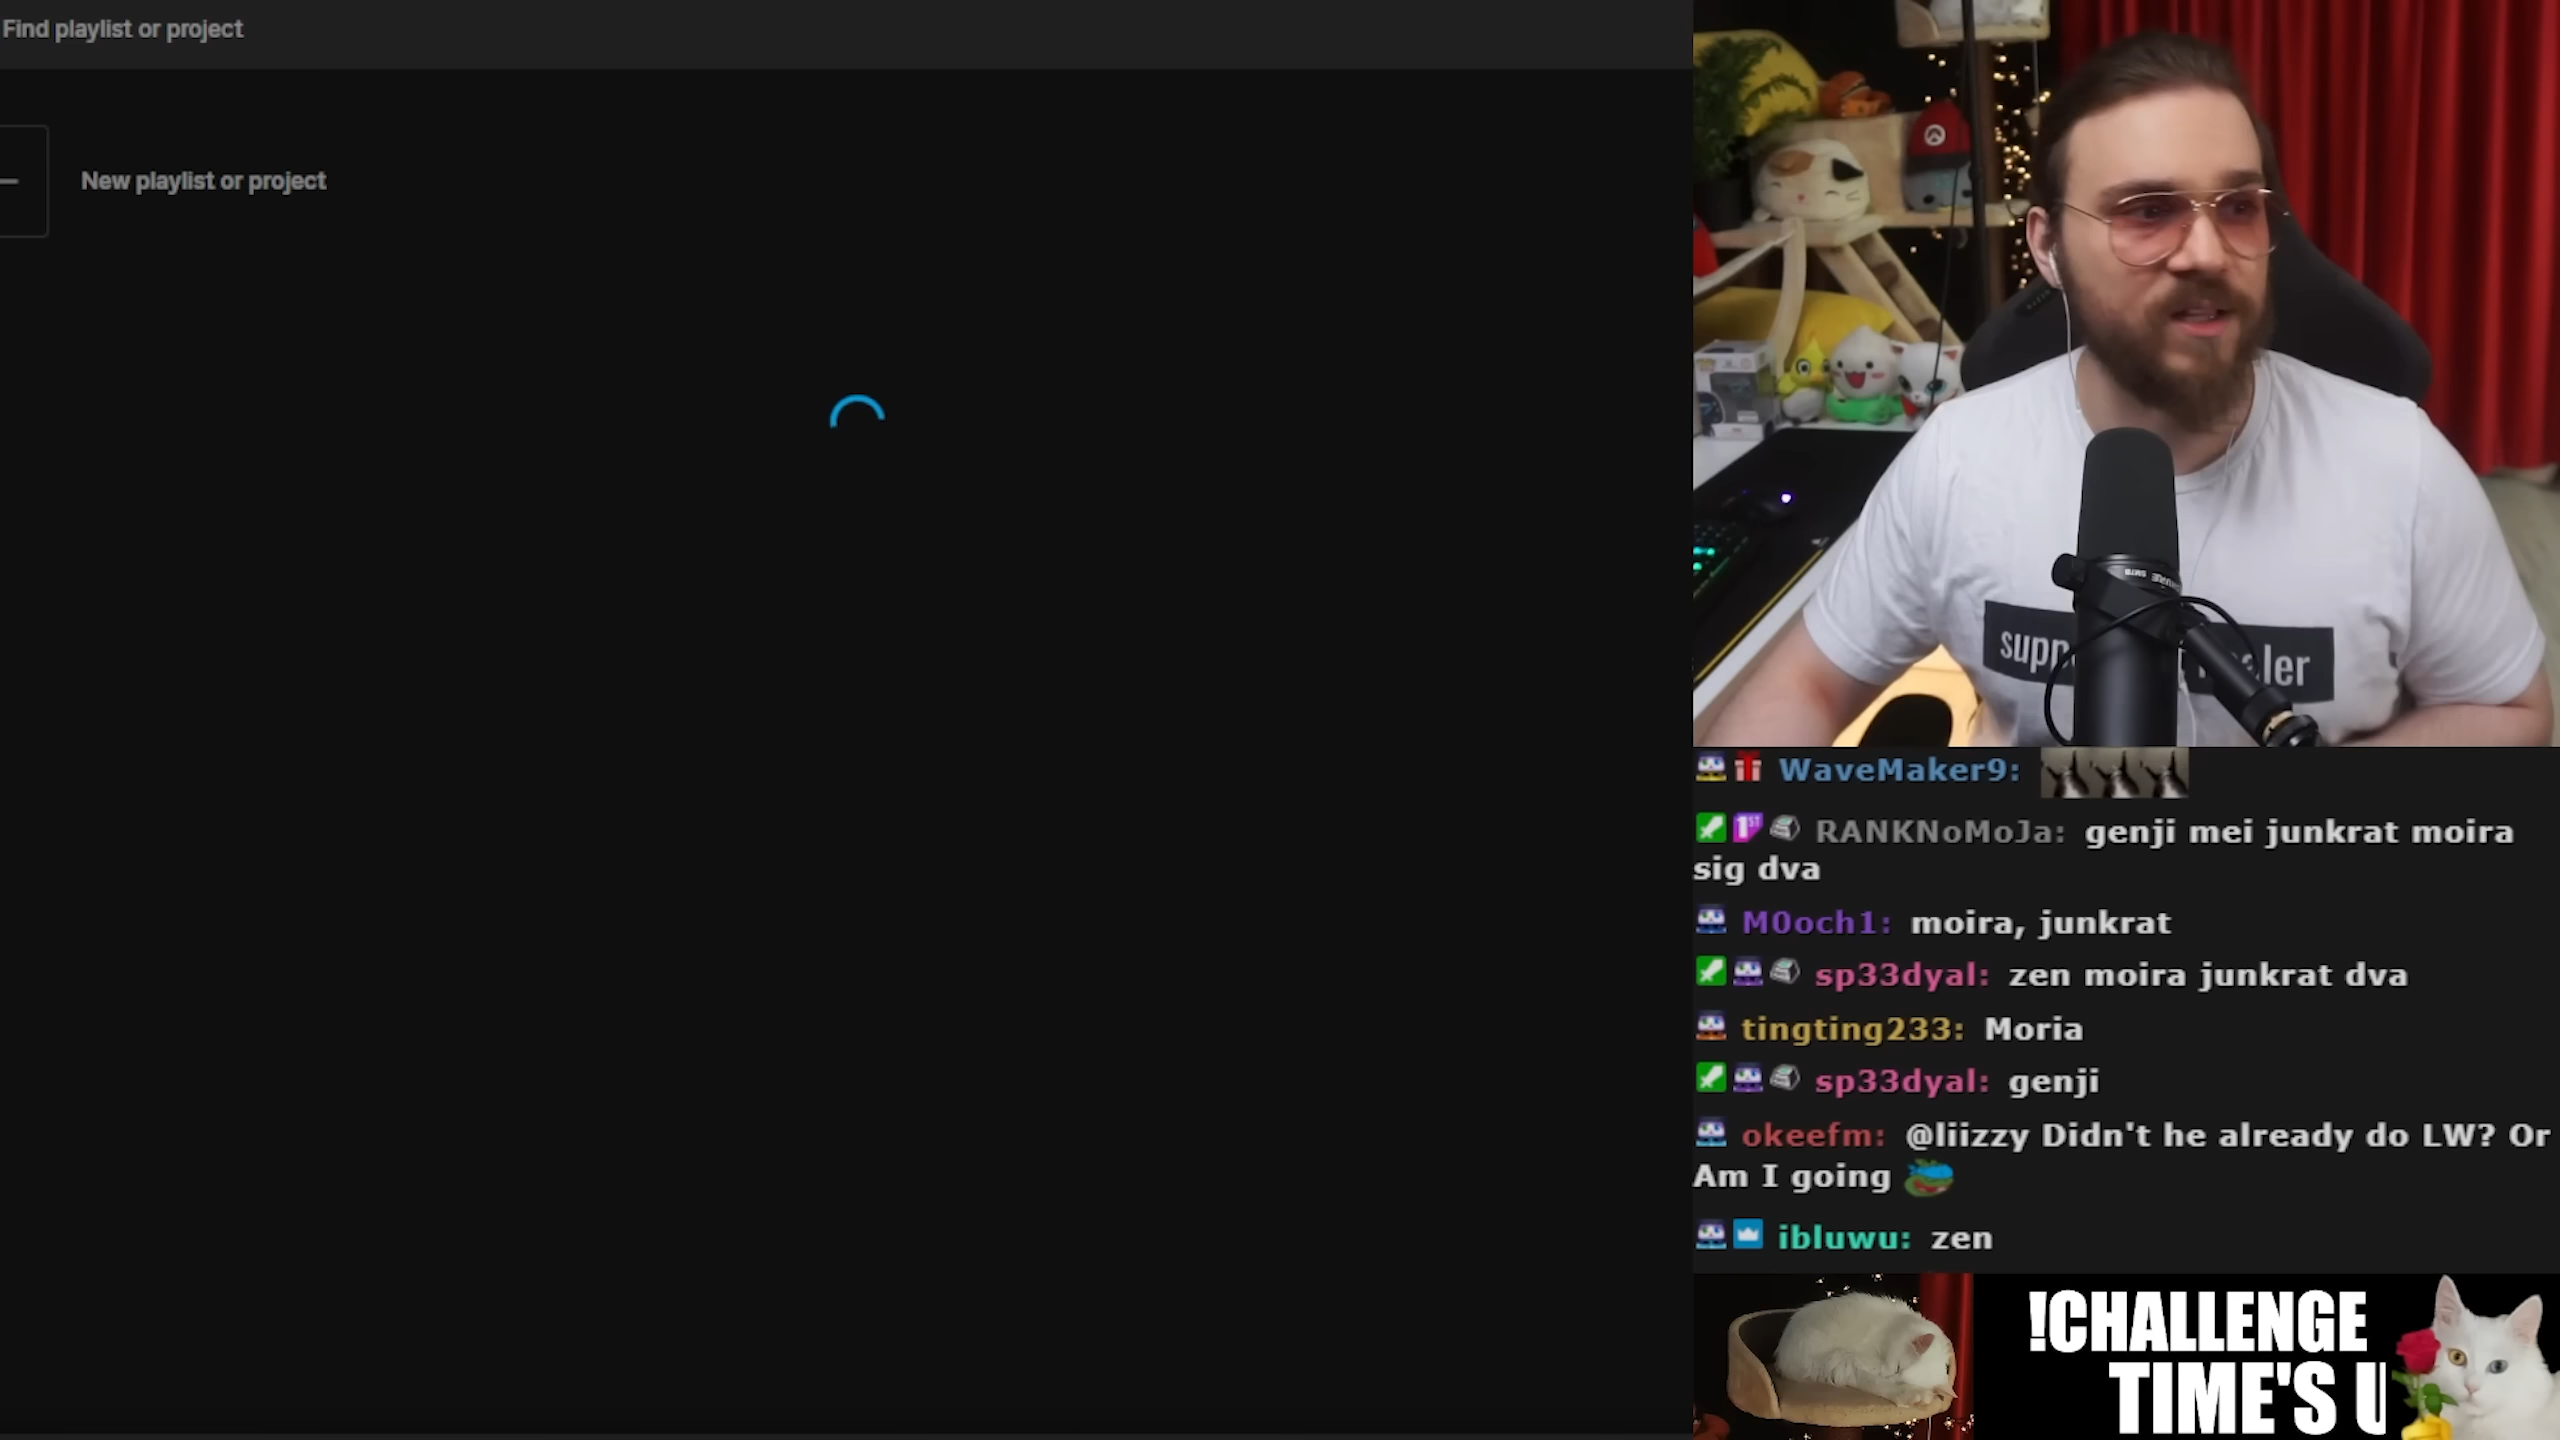 Find playlist or project
New playlist or project
WaveMaker9:
RANKNoMoJa: genji mei junkrat moira
sig dva
M0och1: moira, junkrat
sp33dyal: zen moira junkrat dva
tingting233: Moria
sp33dyal: genji
okeefm: @liizzy Didn't he already do LW? Or
Am I going
ibluwu: zen
!CHALLENGE
TIME'S U